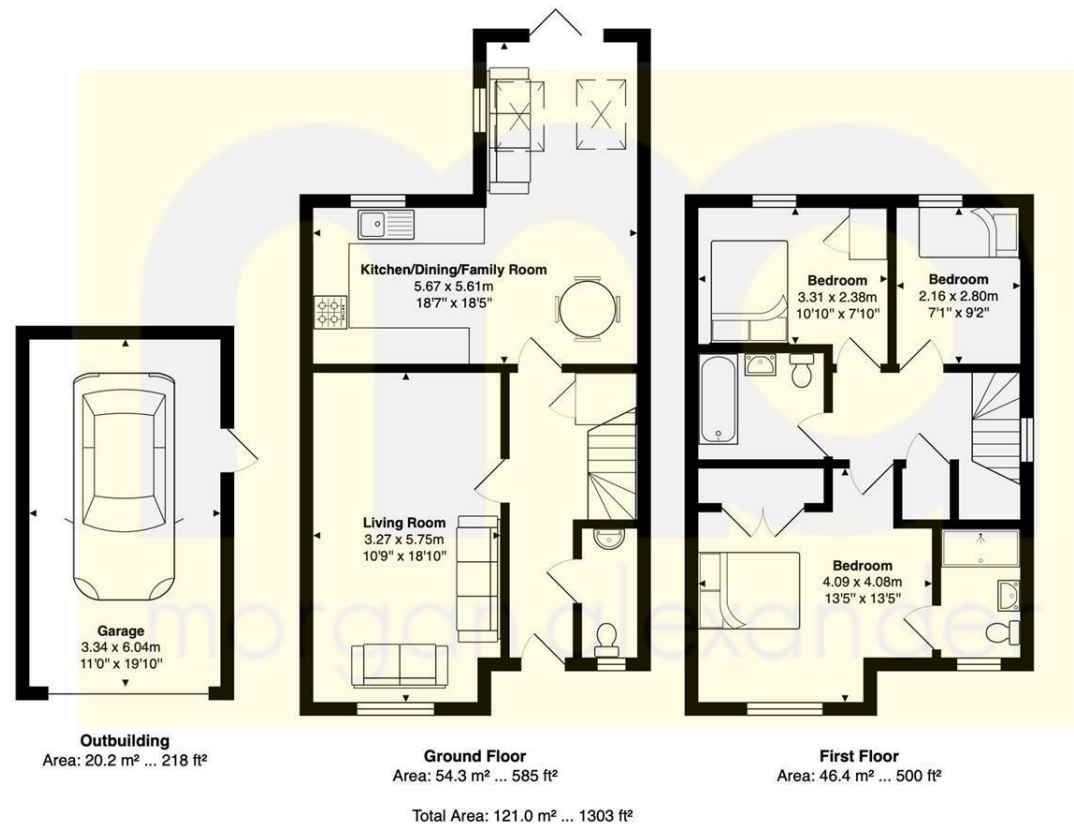 Kitchen/Dining/Family Room
5.67 x 5.61m
18'7" x 18'5"
Bedroom
3.31 x 2.38m
10'10" x 7'10"
Bedroom
2.16 x 2.80m
7'1" x 9'2"
Living Room
3.27 x 5.75m
10'9" x 18'10"
Bedroom
4.09 x 4.08m
13'5" x 13'5"
Garage
3.34 x 6.04m
11'0" x 19'10"
morgan alexander
Outbuilding
Area: 20.2 m² ... 218 ft²
Ground Floor
Area: 54.3 m² ... 585 ft²
First Floor
Area: 46.4 m² ... 500 ft²
Total Area: 121.0 m² ... 1303 ft²